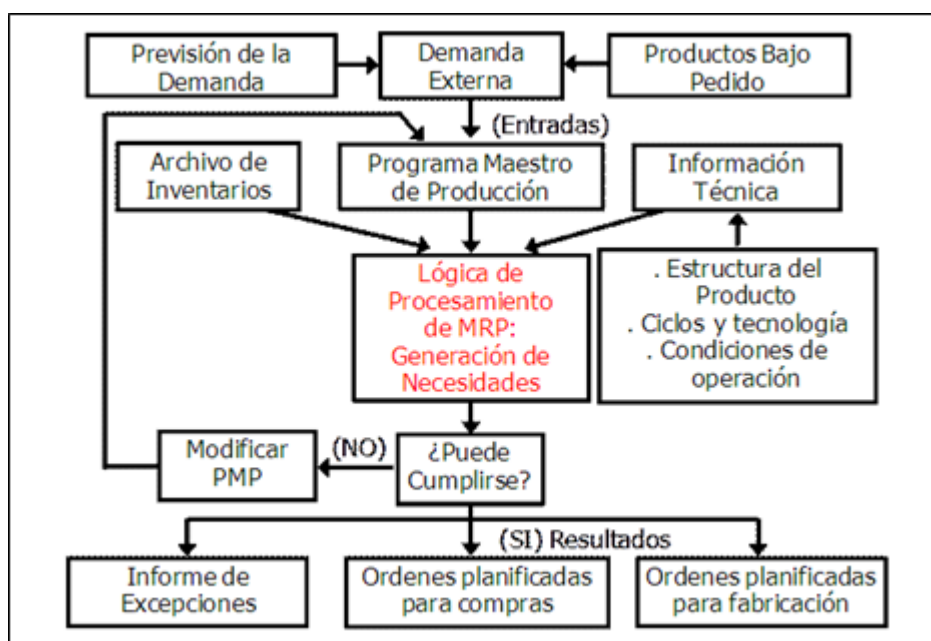 Previsión de la
Demanda
Demanda
Externa
Productos Bajo
Pedido
(Entradas)
Archivo de
Inventarios
Programa Maestro
de Producción
Información
Técnica
Lógica de
Procesamiento
de MRP:
Generación de
Necesidades
. Estructura del
Producto
. Ciclos y tecnología
. Condiciones de
operación
Modificar
PMP
(NO)
¿Puede
Cumplirse?
(SI) Resultados
Informe de
Excepciones
Ordenes planificadas
para compras
Ordenes planificadas
para fabricación